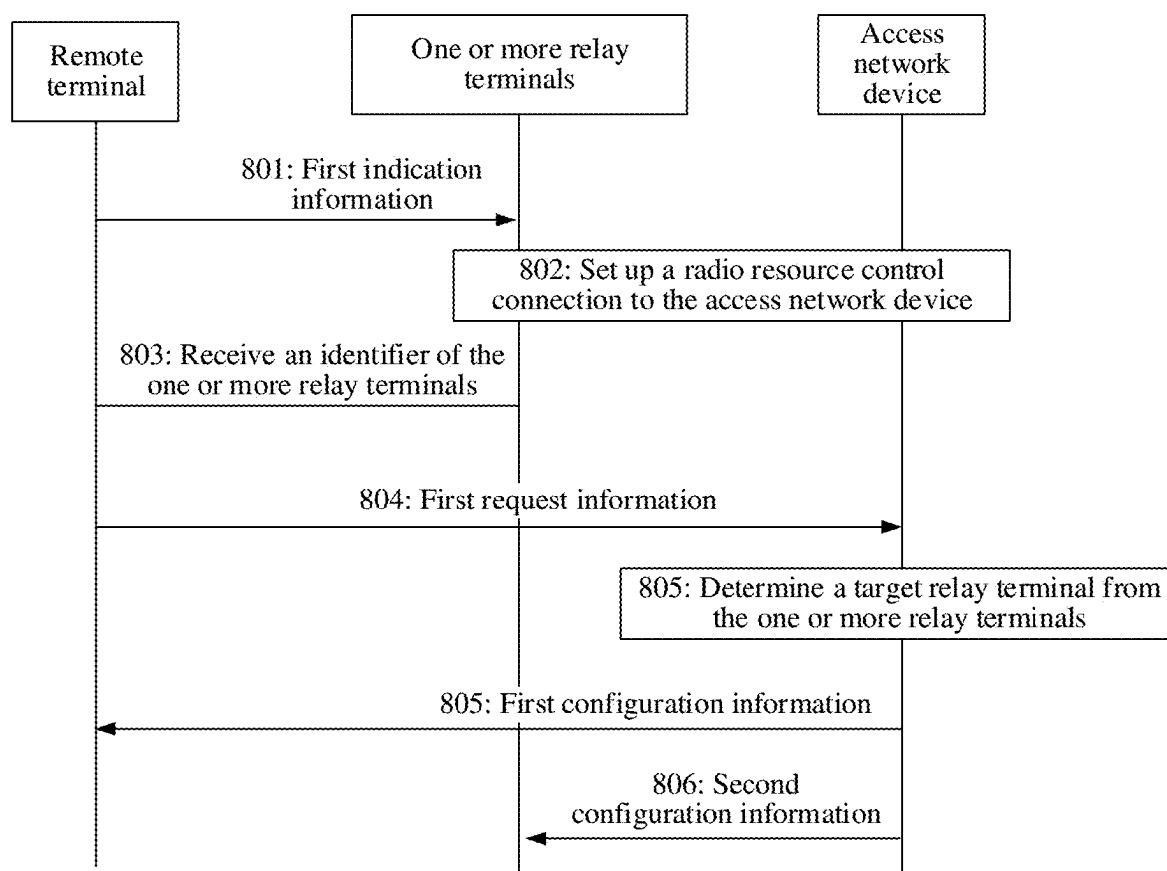 Remote
terminal
One or more relay
terminals
Access
network
device
801: First indication
information
802: Set up a radio resource control
connection to the access network device
803: Receive an identifier of the
one or more relay terminals
804: First request information
805: Determine a target relay terminal from
the one or more relay terminals
805: First configuration information
806: Second
configuration information